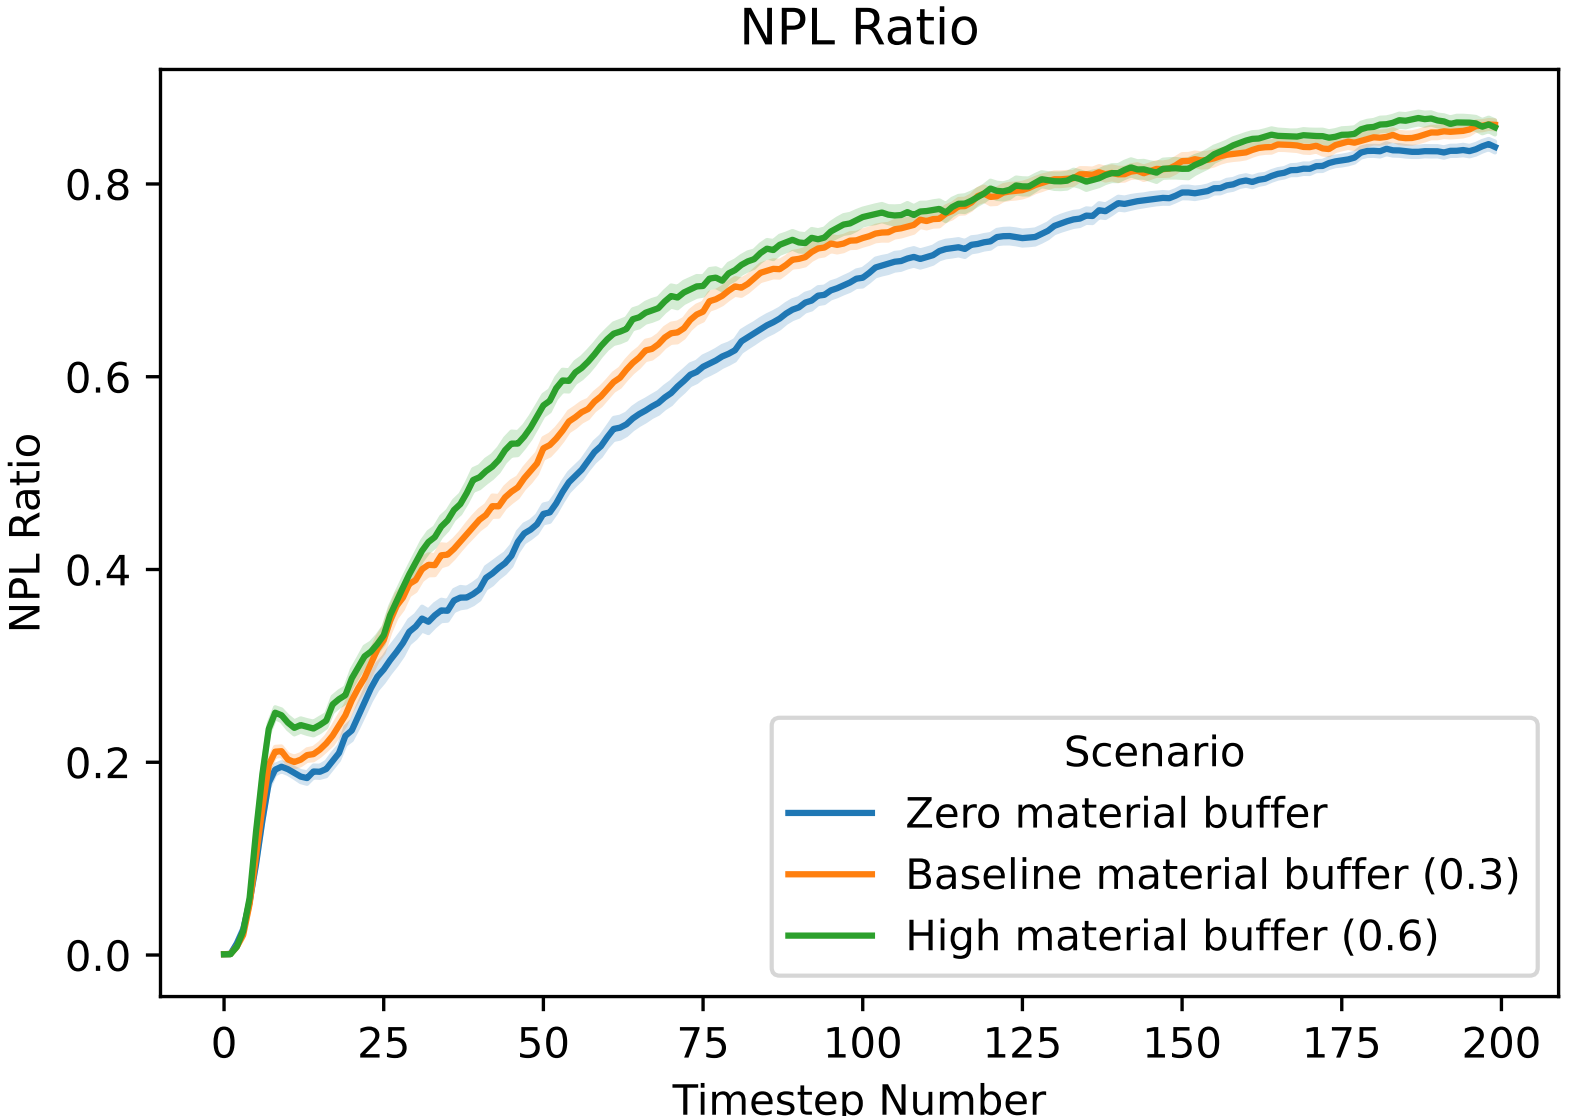 NPL Ratio
NPL Ratio
0.8
0.6
0.4
0.2
0.0
0 25 50 75 100 125 150 175 200
Timestep Number
Scenario
Zero material buffer
Baseline material buffer (0.3)
High material buffer (0.6)